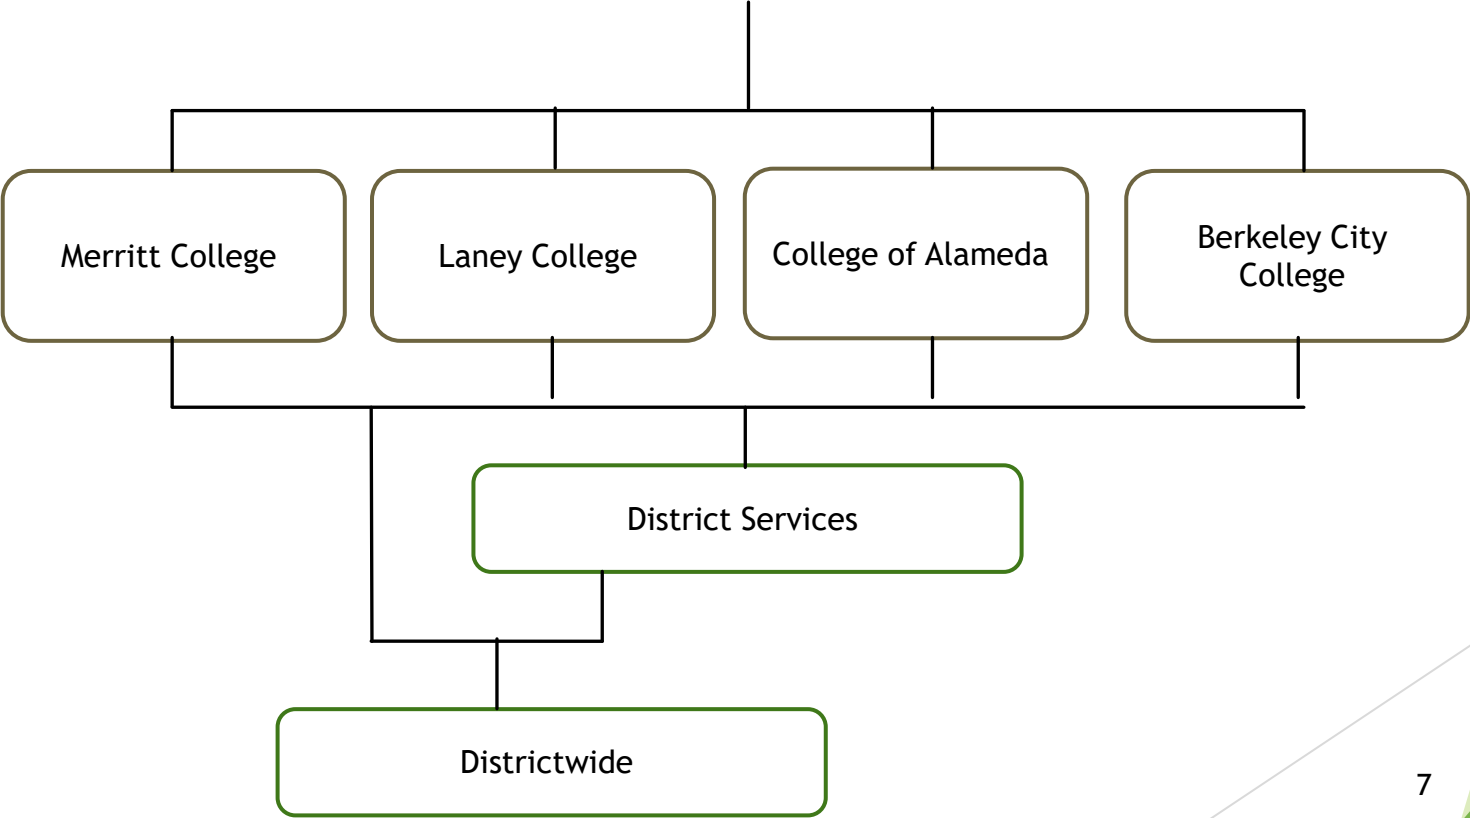 Merritt College
Laney College
College of Alameda
Berkeley City
College
District Services
Districtwide
7